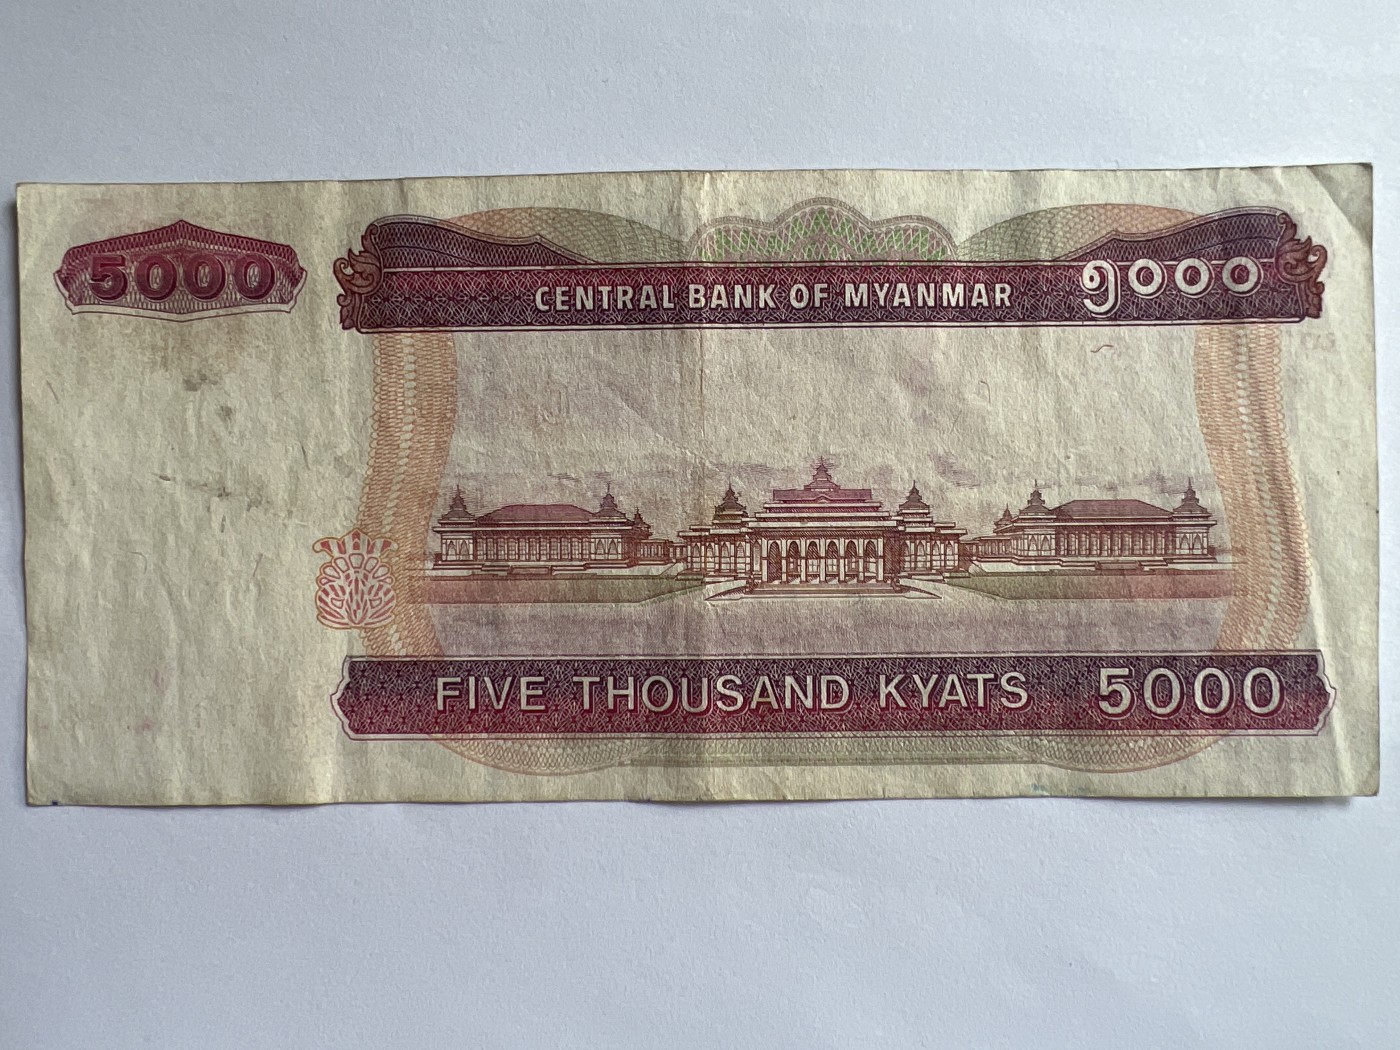 5000
CENTRAL BANK OF MYANMAR ၅၀၀၀
FIVE THOUSAND KYATS 5000